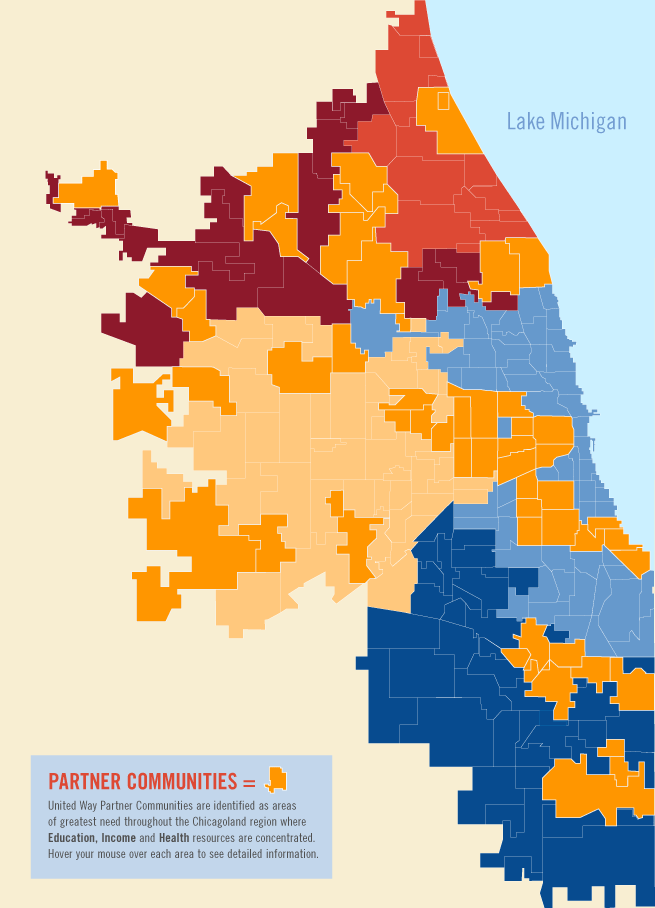 Lake Michigan
PARTNER COMMUNITIES =
United Way Partner Communities are identified as areas
of greatest need throughout the Chicagoland region where
Education, Income and Health resources are concentrated.
Hover your mouse over each area to see detailed information.